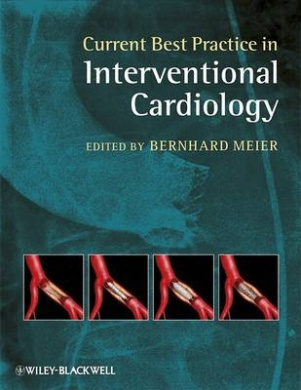 Current Best Practice in
Interventional
Cardiology
EDITED BY BERNHARD MEIER
WILEY-BLACKWELL